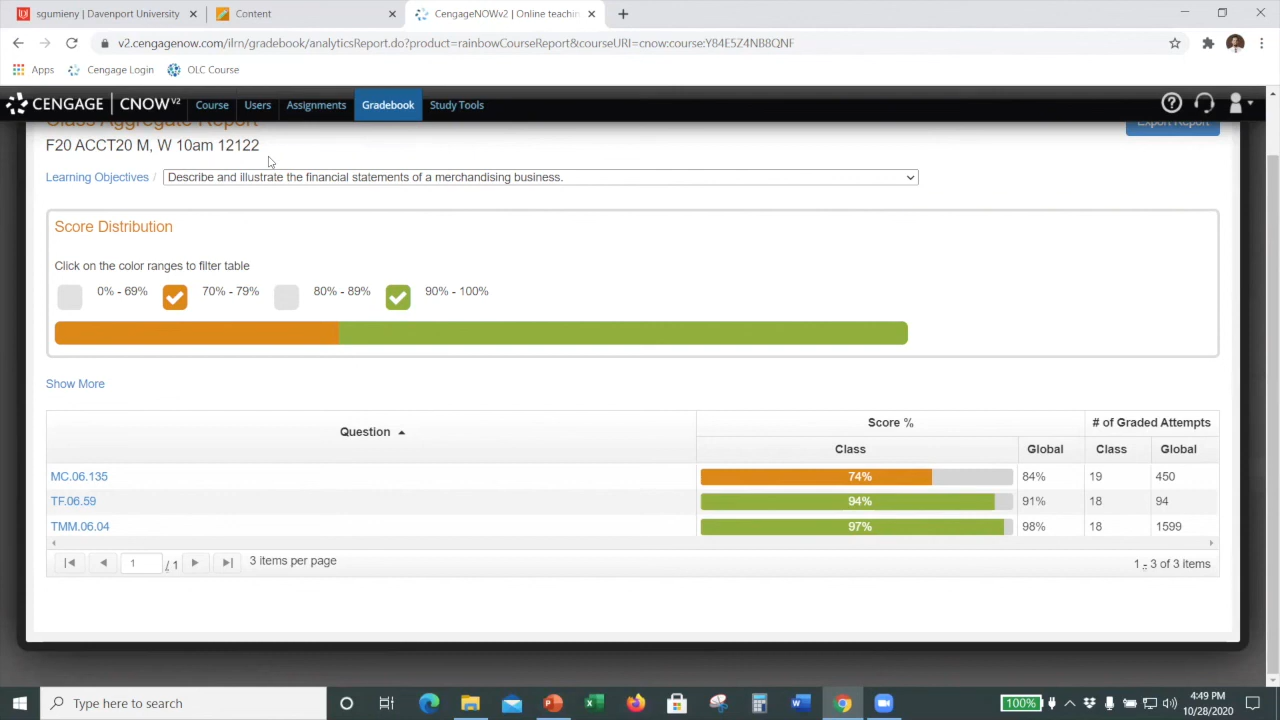 sgumieny | Davenport University
Content
CengageNOWv2 | Online teachin
v2.cengagenow.com/ilrn/gradebook/analyticsReport.do?product=rainbowCourseReport&courseURI=cnow:course:Y84E5Z4NB8QNF
Apps Cengage Login OLC Course
CENGAGE | CNOWV2 Course Users Assignments Gradebook Study Tools
Class Aggregate Report
Export Report
F20 ACCT20 M, W 10am 12122
Learning Objectives / Describe and illustrate the financial statements of a merchandising business.
Score Distribution
Click on the color ranges to filter table
0% - 69% 70% - 79% 80% - 89% 90% - 100%
Show More
Question Score % # of Graded Attempts
Class Global Class Global
MC.06.135 74% 84% 19 450
TF.06.59 94% 91% 18 94
TMM.06.04 97% 98% 18 1599
1 / 1 3 items per page 1 - 3 of 3 items
Type here to search
100%
4:49 PM
10/28/2020